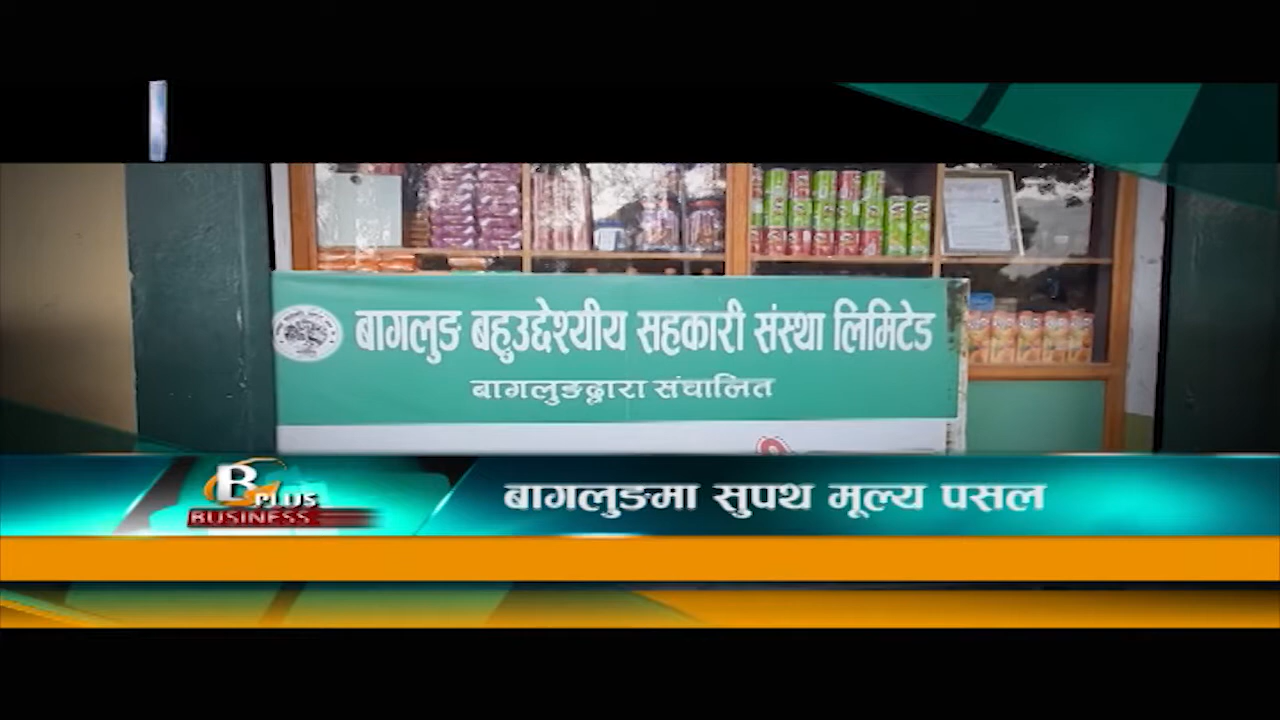 बागलुङ बहुउद्देश्यीय सहकारी संस्था लिमिटेड
बागलुङद्वारा संचालित
B PLUS
BUSINESS
बागलुङमा सुपथ मूल्य पसल